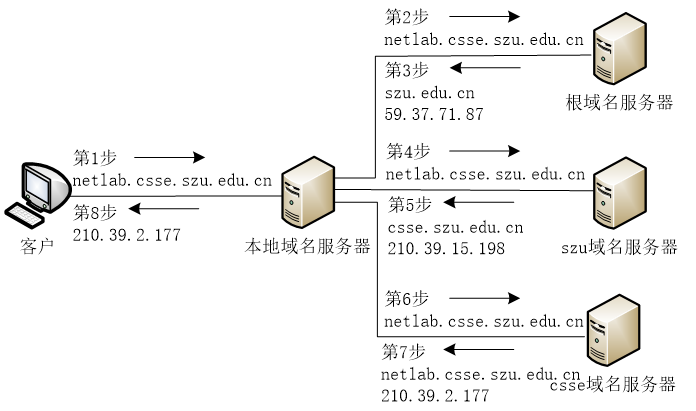 第2步
netlab.csse.szu.edu.cn
第3步
szu.edu.cn
59.37.71.87
根域名服务器
第1步
netlab.csse.szu.edu.cn
第8步
210.39.2.177
客户
本地域名服务器
第4步
netlab.csse.szu.edu.cn
第5步
csse.szu.edu.cn
210.39.15.198
szu域名服务器
第6步
netlab.csse.szu.edu.cn
第7步
netlab.csse.szu.edu.cn
210.39.2.177
csse域名服务器